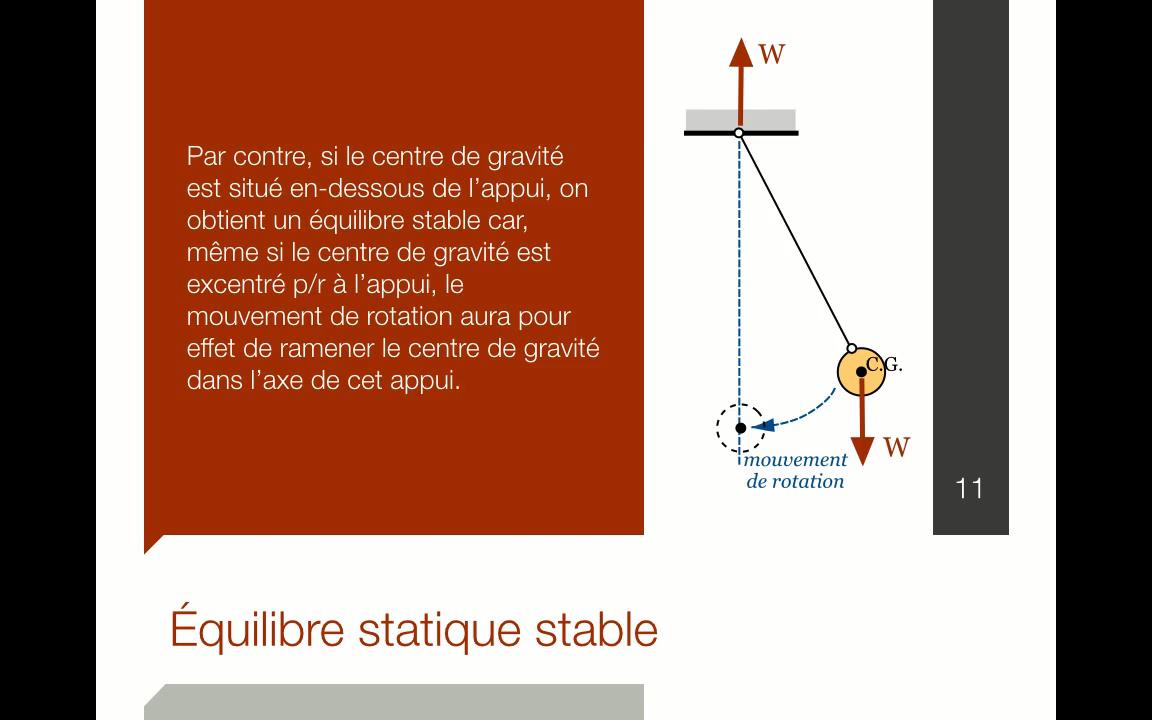 Par contre, si le centre de gravité
est situé en-dessous de l'appui, on
obtient un équilibre stable car,
même si le centre de gravité est
excentré p/r à l'appui, le
mouvement de rotation aura pour
effet de ramener le centre de gravité
dans l'axe de cet appui.
W
C.G.
W
mouvement
de rotation
11
Équilibre statique stable